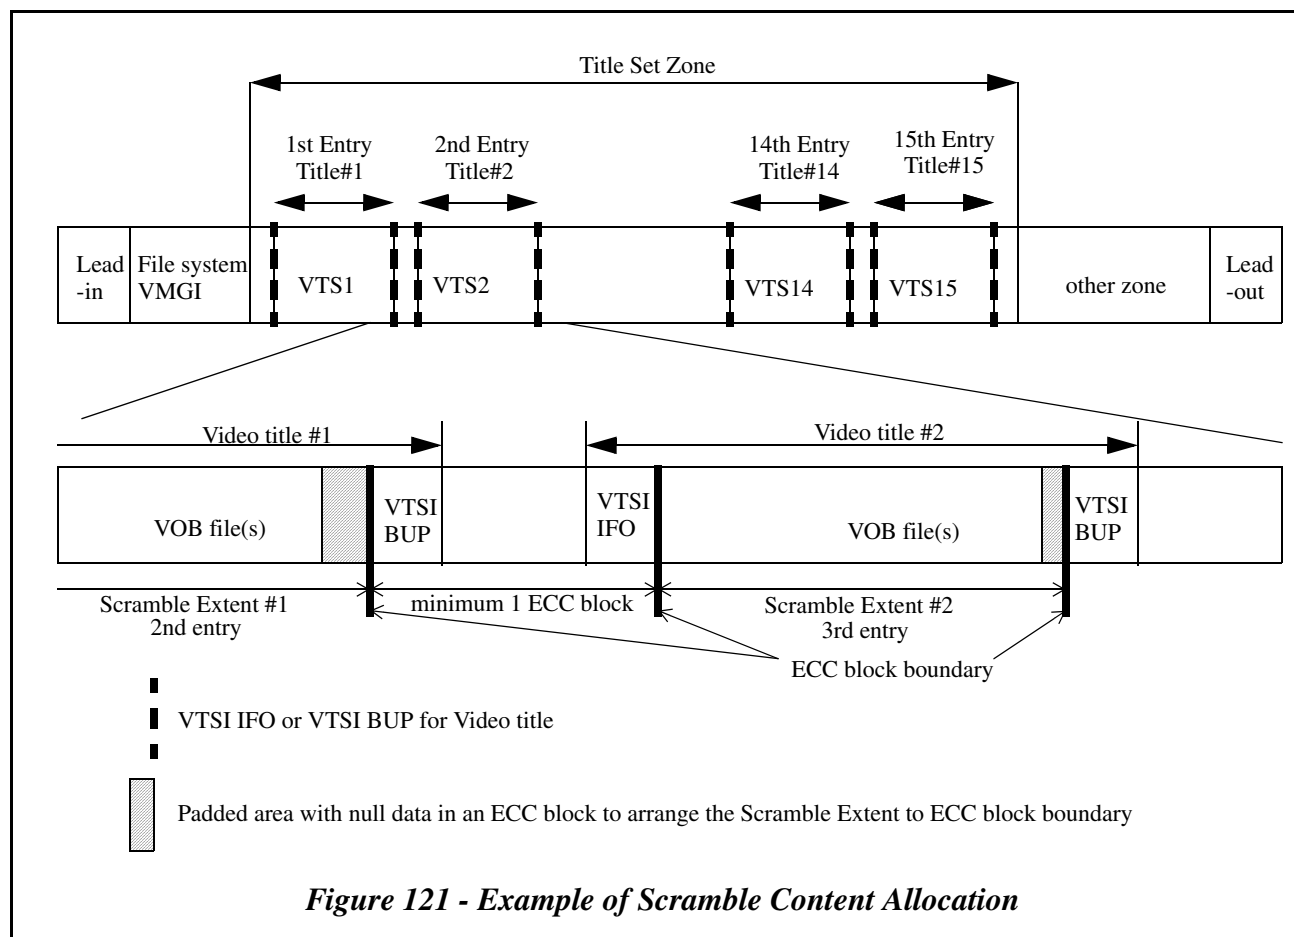 Title Set Zone
1st Entry
Title#1
2nd Entry
Title#2
14th Entry
Title#14
15th Entry
Title#15
Lead
-in
File system
VMGI
VTS1
VTS2
VTS14
VTS15
other zone
Lead
-out
Video title #1
Video title #2
VOB file(s)
VTSI
BUP
VTSI
IFO
VOB file(s)
VTSI
BUP
Scramble Extent #1
2nd entry
minimum 1 ECC block
Scramble Extent #2
3rd entry
ECC block boundary
VTSI IFO or VTSI BUP for Video title
Padded area with null data in an ECC block to arrange the Scramble Extent to ECC block boundary
Figure 121 - Example of Scramble Content Allocation